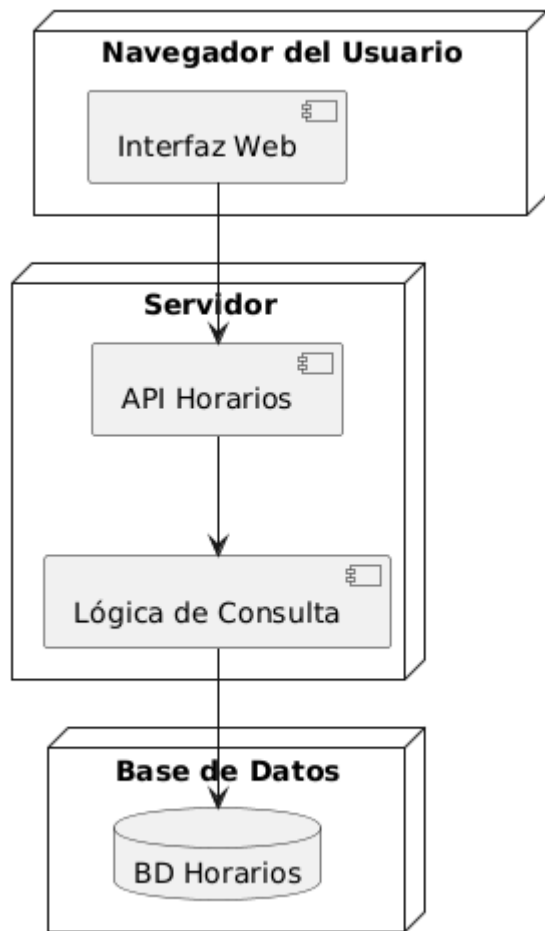 Navegador del Usuario
Interfaz Web
Servidor
API Horarios
Lógica de Consulta
Base de Datos
BD Horarios